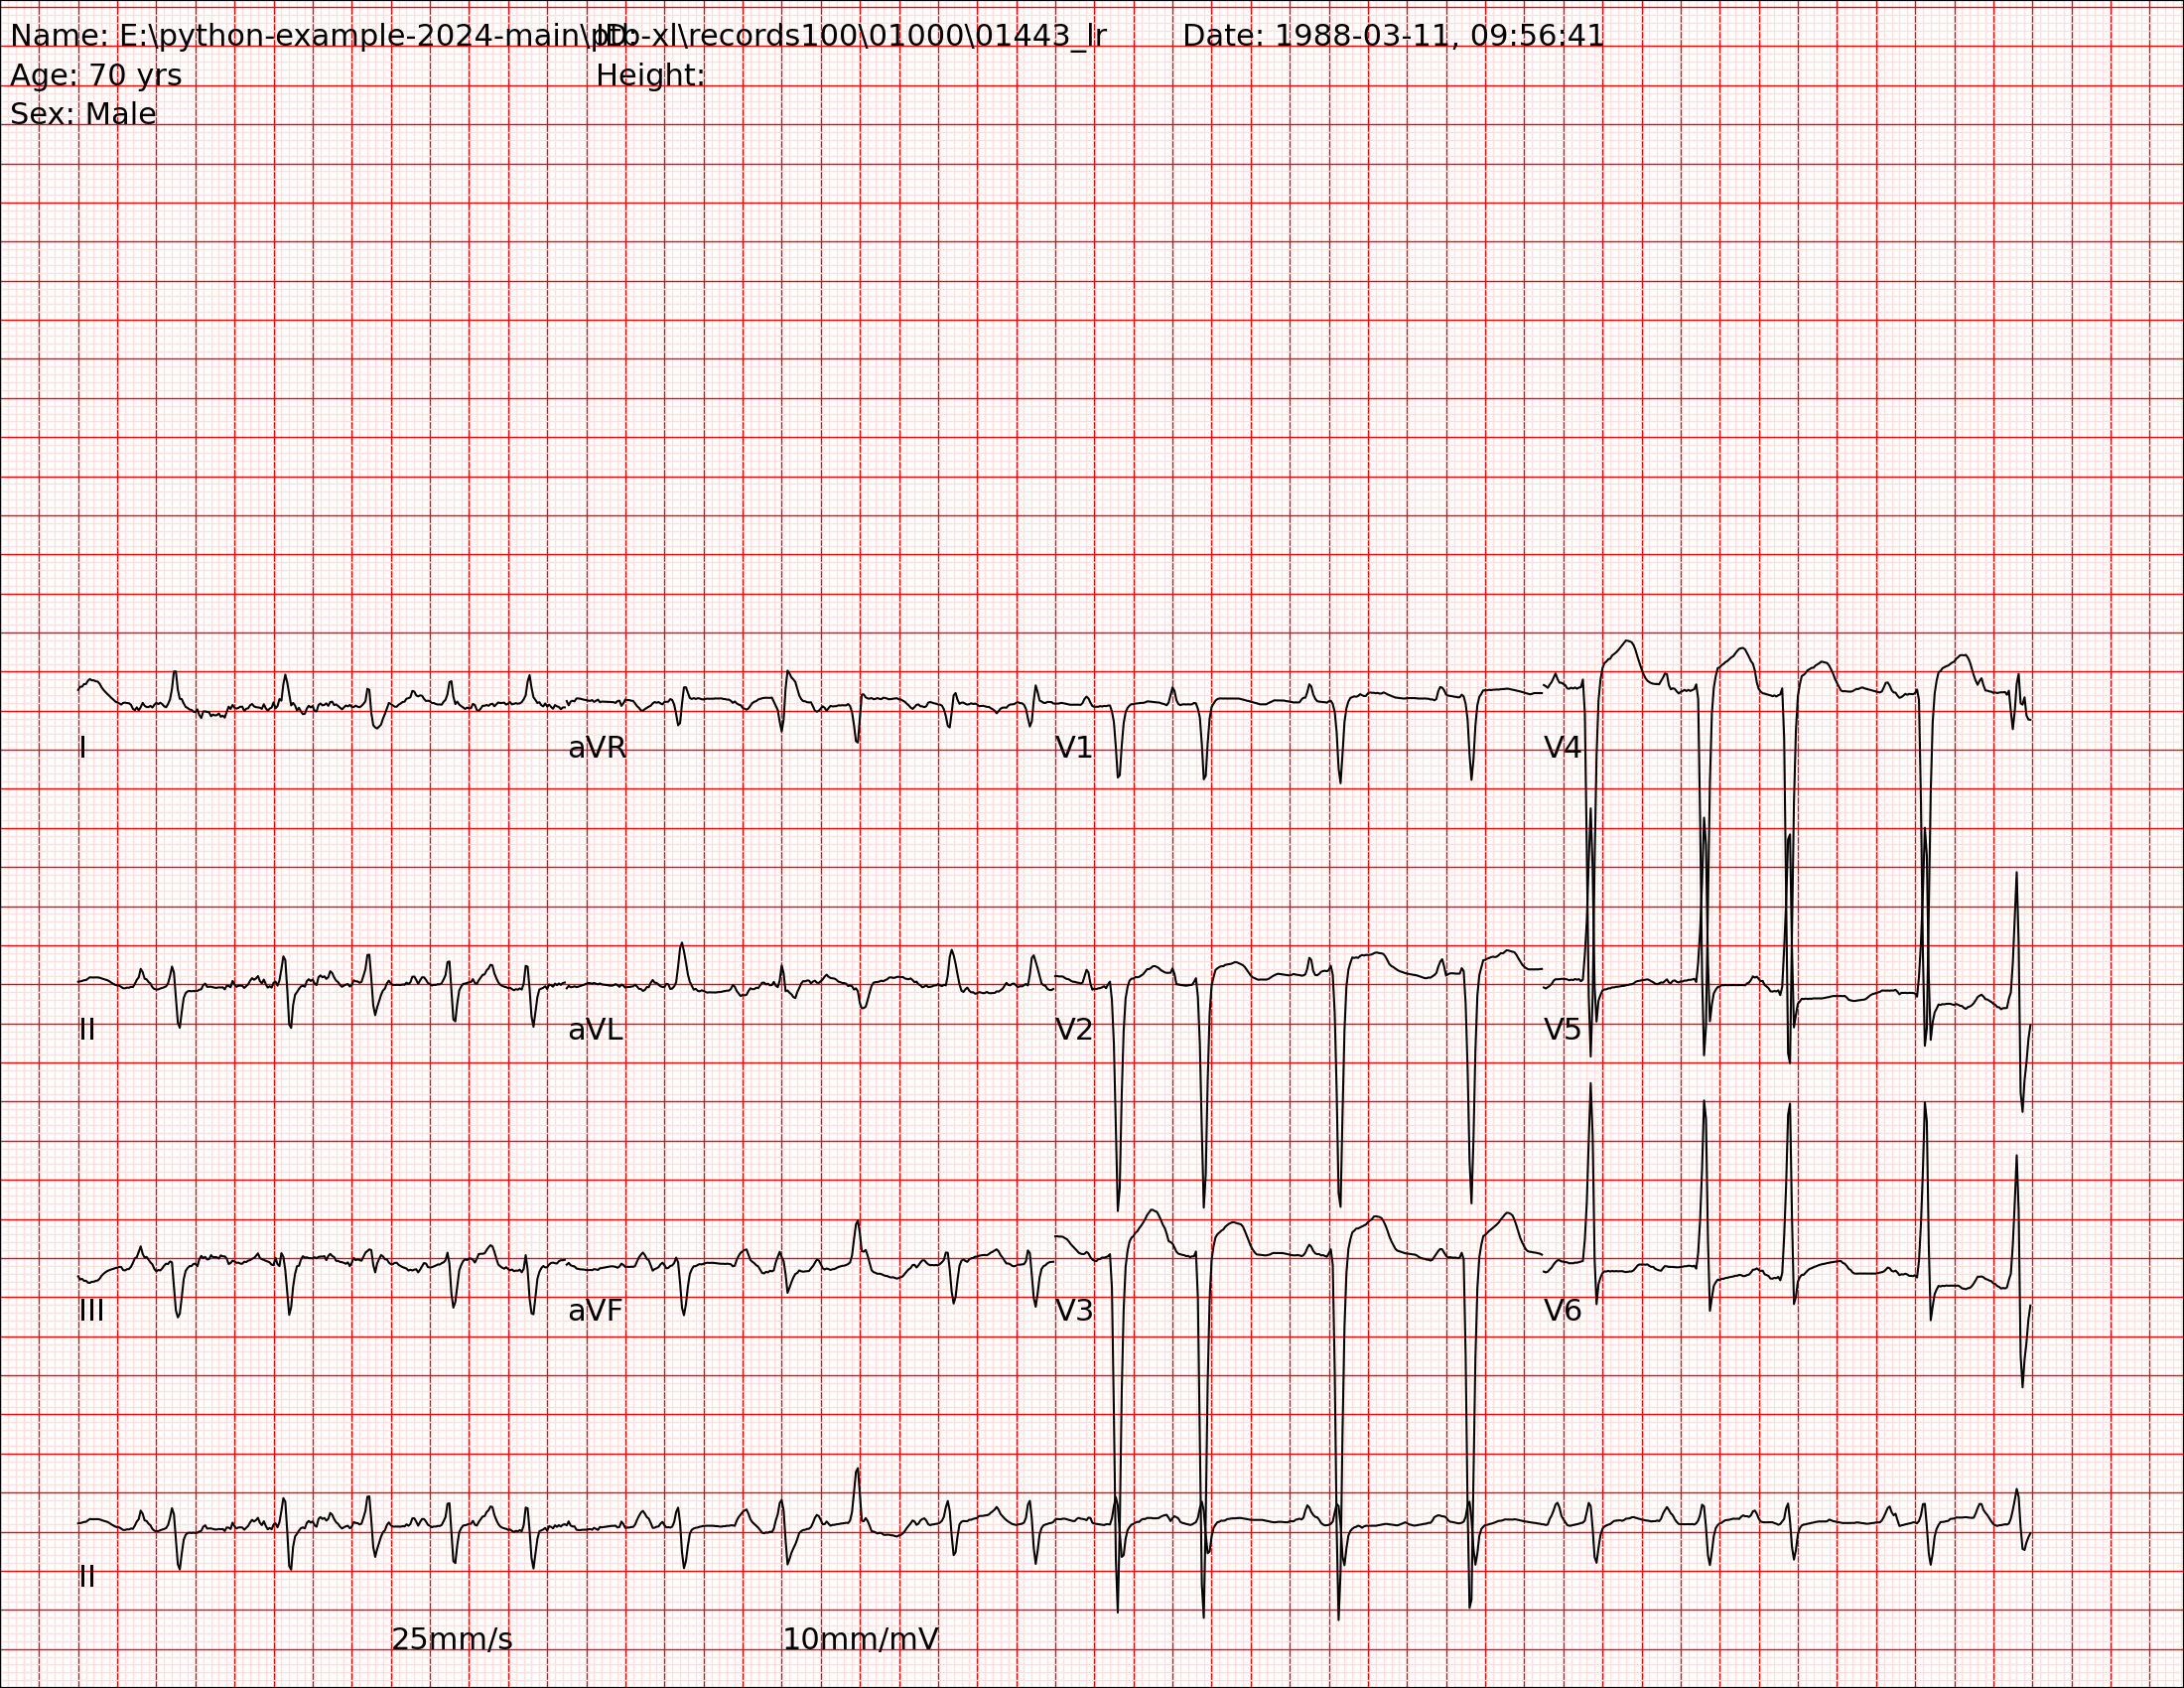 Name: E:\python-example-2024-main\ptb-xl\records100\01000\01443_lr ID: Date: 1988-03-11, 09:56:41
Age: 70 yrs Height:
Sex: Male
I aVR V1 V4
II aVL V2 V5
III aVF V3 V6
II
25mm/s 10mm/mV